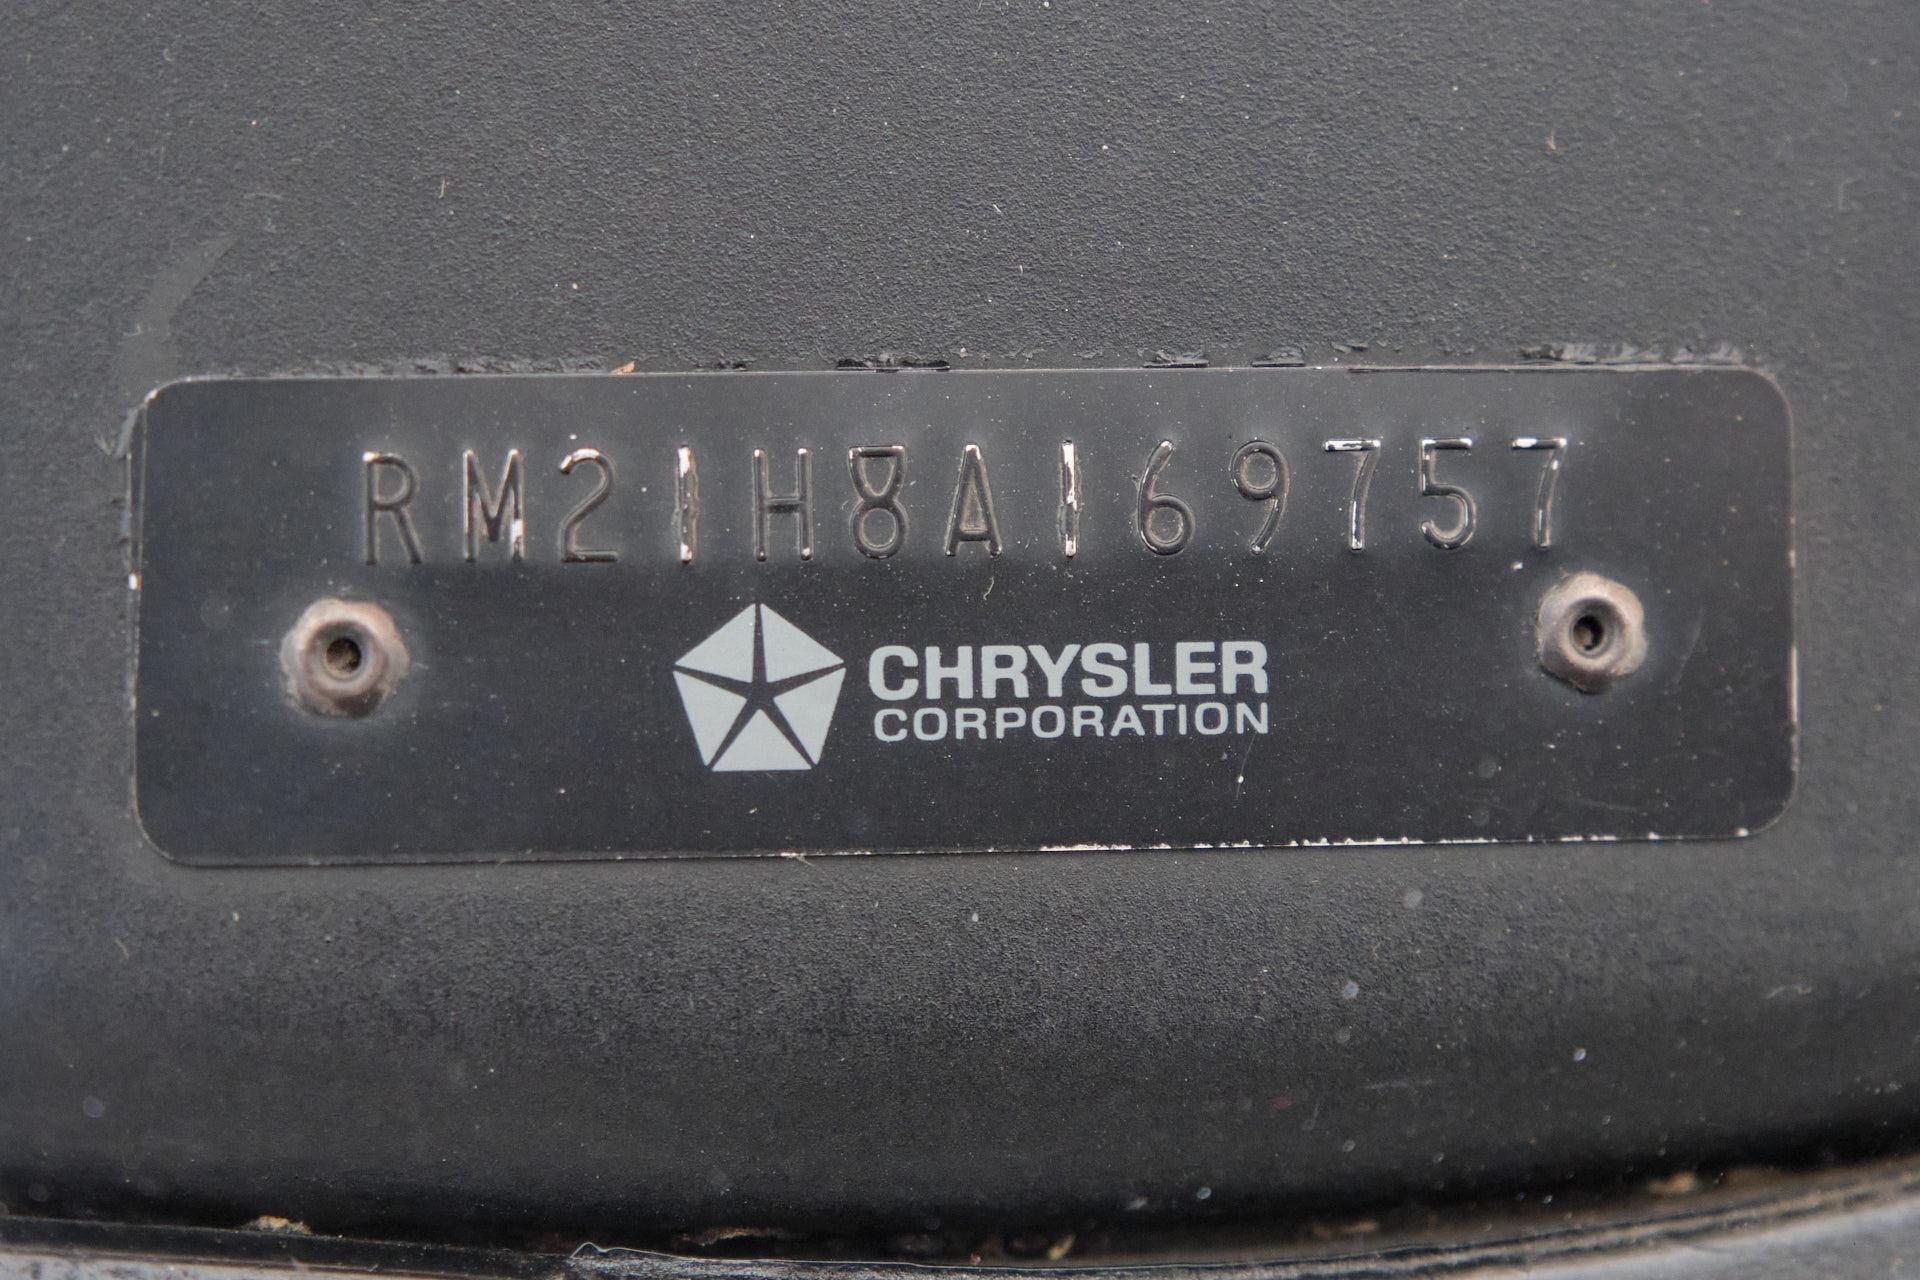 RM21H8A169757
CHRYSLER
CORPORATION